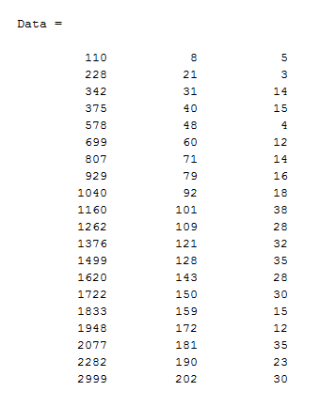 Data =
110 8 5
228 21 3
342 31 14
375 40 15
578 48 4
699 60 12
807 71 14
929 79 16
1040 92 18
1160 101 38
1262 109 28
1376 121 32
1499 128 35
1620 143 28
1722 150 30
1833 159 15
1948 172 12
2077 181 35
2282 190 23
2999 202 30